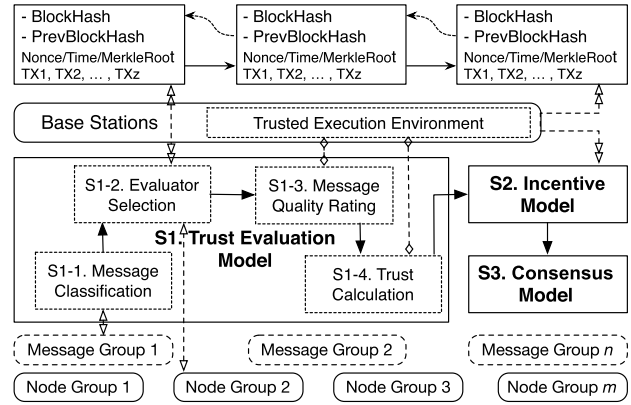 - BlockHash
- PrevBlockHash
Nonce/Time/MerkleRoot
TX1, TX2, ... , TXz
- BlockHash
- PrevBlockHash
Nonce/Time/MerkleRoot
TX1, TX2, ... , TXz
- BlockHash
- PrevBlockHash
Nonce/Time/MerkleRoot
TX1, TX2, ... , TXz
Base Stations
Trusted Execution Environment
S1-2. Evaluator
Selection
S1-3. Message
Quality Rating
S1. Trust Evaluation
Model
S1-1. Message
Classification
S1-4. Trust
Calculation
S2. Incentive
Model
S3. Consensus
Model
Message Group 1
Message Group 2
Message Group n
Node Group 1
Node Group 2
Node Group 3
Node Group m